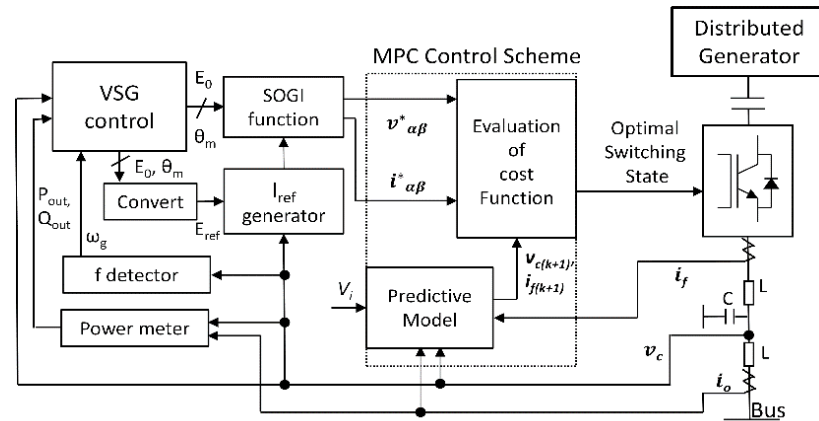 Distributed
Generator
MPC Control Scheme
VSG
control
E₀
θₘ
SOGI
function
v*αβ
i*αβ
Evaluation
of
cost
Function
Optimal
Switching
State
E₀, θₘ
Convert
Eref
Iref
generator
Pout,
Qout
ωg
f detector
Power meter
Vi
Predictive
Model
vc(k+1),
if(k+1)
if
L
C
vc
L
io
Bus